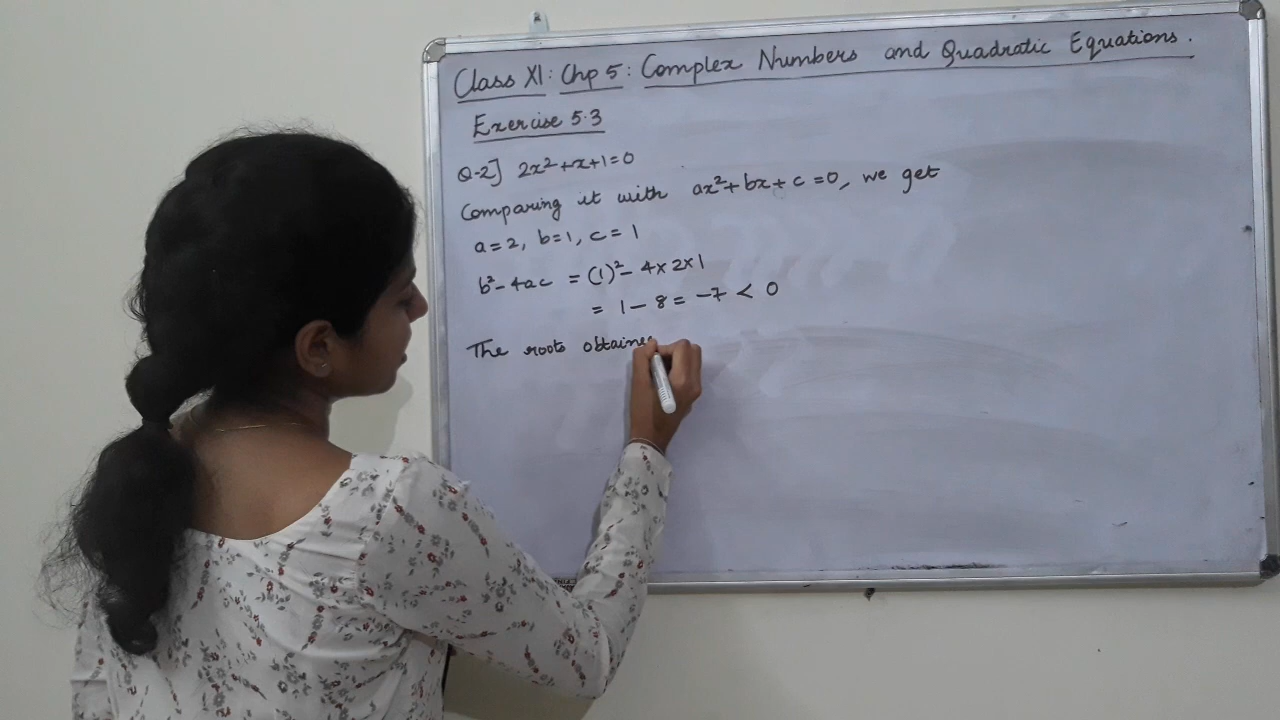 Class XI: Chp 5: Complex Numbers and Quadratic Equations.
Exercise 5.3
Q-2] 2x²+x+1=0
Comparing it with ax²+bx+c=0, we get
a=2, b=1, c=1
b²-4ac = (1)²- 4×2×1
= 1-8 = -7 < 0
The roots obtaine